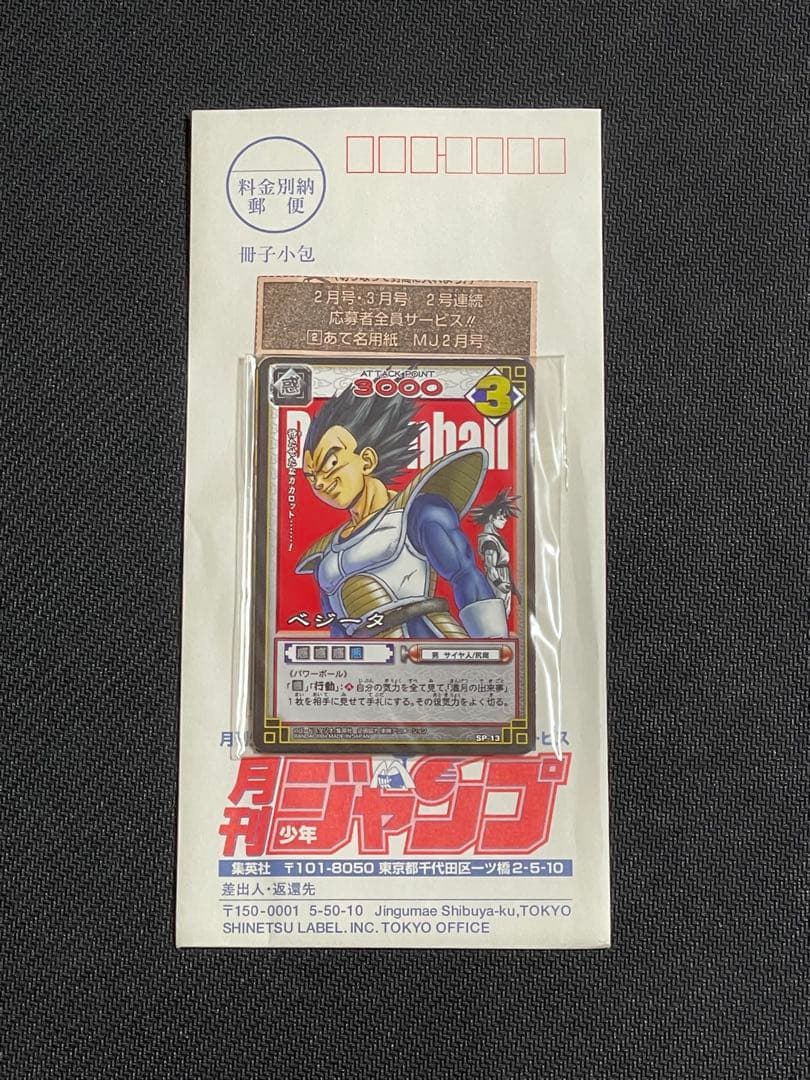 料金別納
郵便
冊子小包
2月号・3月号 2号連続
応募者全員サービス!!
2あて名用紙 MJ2月号
惑
ATTACK POINT
3000
3
カカロット……!
ベジータ
男 サイヤ人/尻尾
《パワーボール》
「行動」:自分の気力を全て見て、「満月の出来事」
1枚を相手に見せて手札にする。その後気力をよく切る。
MADE IN JAPAN
SP-13
月刊
少年
ジャンプ
集英社 〒101-8050 東京都千代田区一ツ橋2-5-10
差出人・返還先
〒150-0001 5-50-10 Jingumae Shibuya-ku,TOKYO
SHINETSU LABEL.INC.TOKYO OFFICE